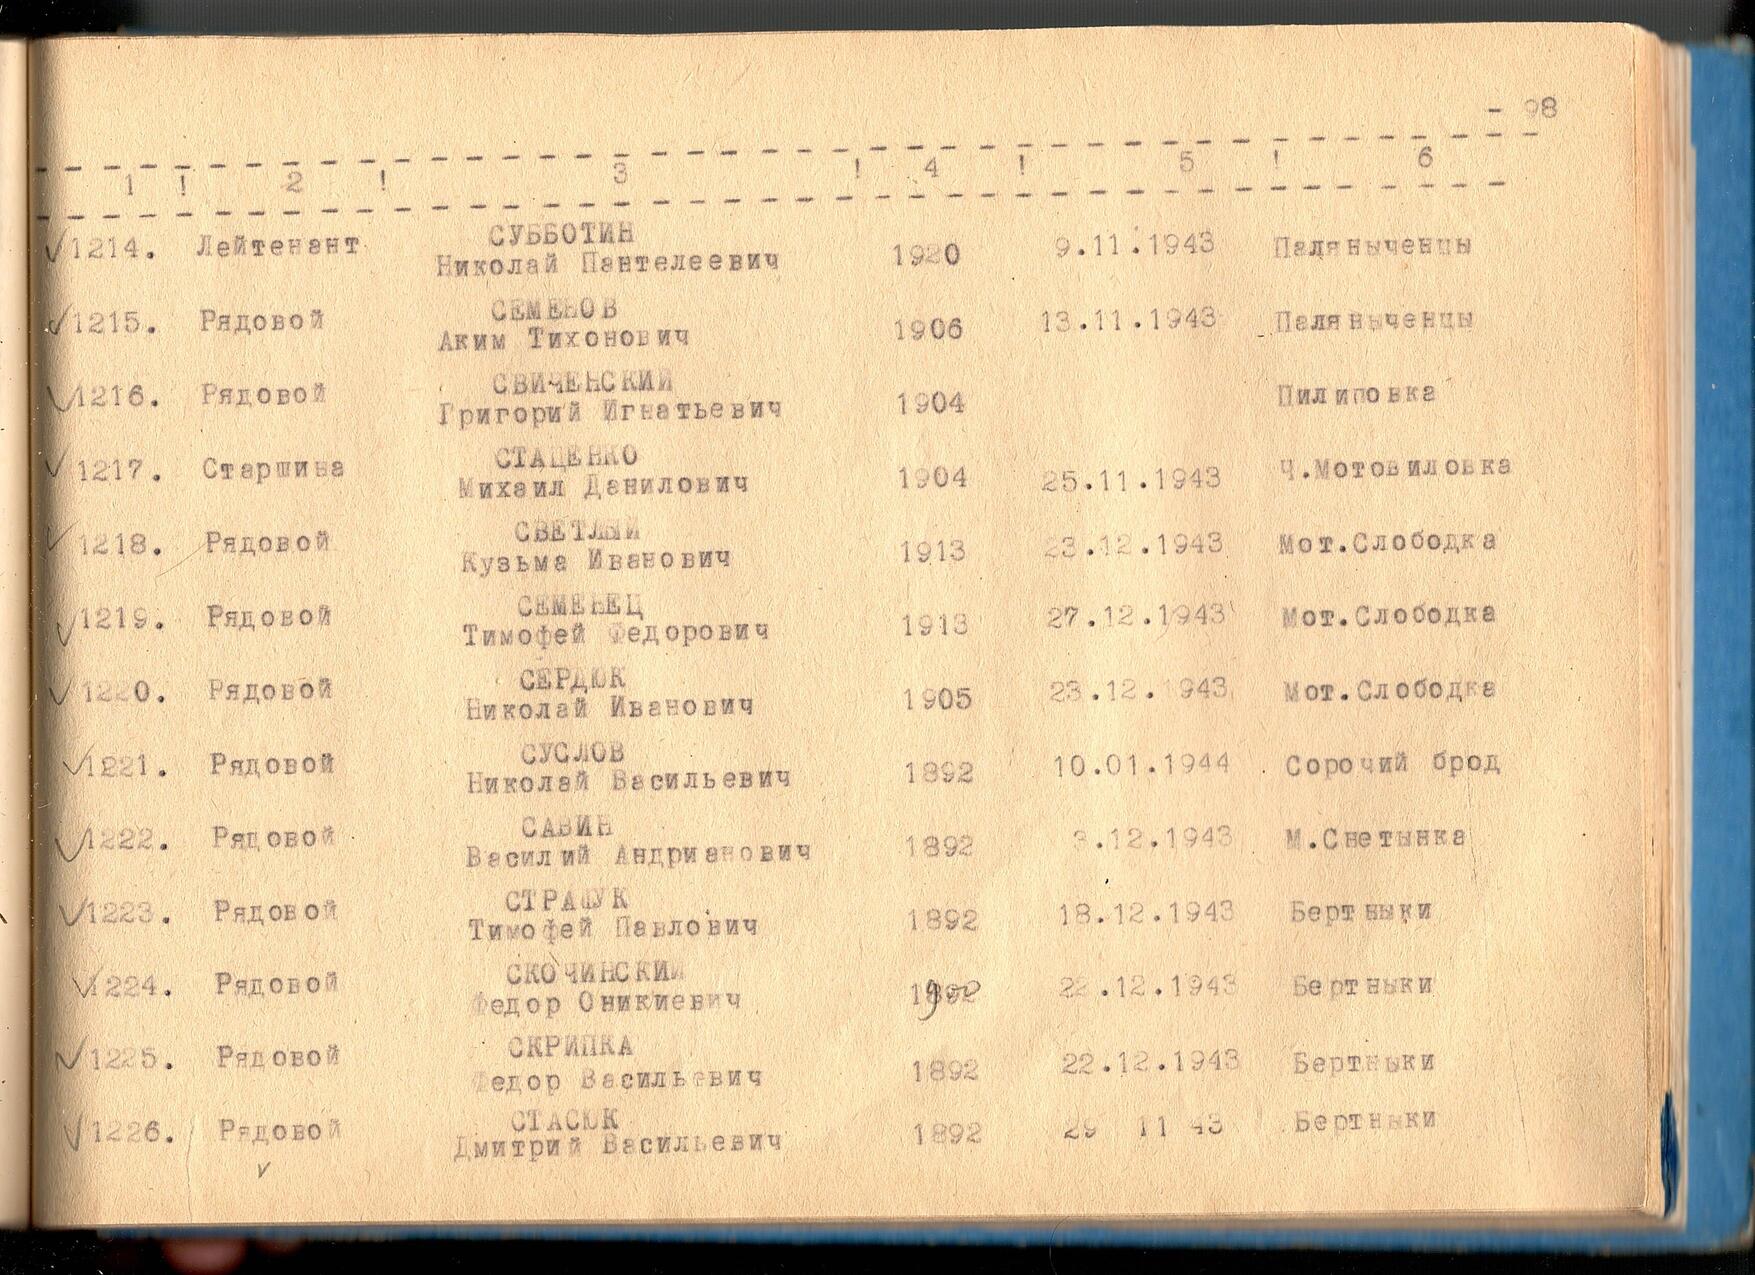 - 98
1 ! 2 ! 3 ! 4 ! 5 ! 6
1214. Лейтенант СУББОТИН Николай Пантелеевич 1920 9.11.1943 Паляныченцы
1215. Рядовой СЕМЕНОВ Аким Тихонович 1906 13.11.1943 Паляныченцы
1216. Рядовой СВИЧЕНСКИЙ Григорий Игнатьевич 1904 Пилиповка
1217. Старшина СТАЦЕНКО Михаил Данилович 1904 25.11.1943 Ч.Мотовиловка
1218. Рядовой СВЕТЛЫЙ Кузьма Иванович 1913 23.12.1943 Мот.Слободка
1219. Рядовой СЕМЕНЕЦ Тимофей Федорович 1913 27.12.1943 Мот.Слободка
1220. Рядовой СЕРДЮК Николай Иванович 1905 23.12.1943 Мот.Слободка
1221. Рядовой СУСЛОВ Николай Васильевич 1892 10.01.1944 Сорочий брод
1222. Рядовой САВИН Василий Андрианович 1892 3.12.1943 М.Снетынка
1223. Рядовой Тимофей Павлович 1892 18.12.1943 Бертныки
1224. Рядовой СКОЧИНСКИЙ Федор Оникиевич 22.12.1943 Бертныки
1225. Рядовой СКРИПКА Федор Васильевич 1892 22.12.1943 Бертныки
1226. Рядовой СТАСЮК Дмитрий Васильевич 1892 29 11 43 Бертныки